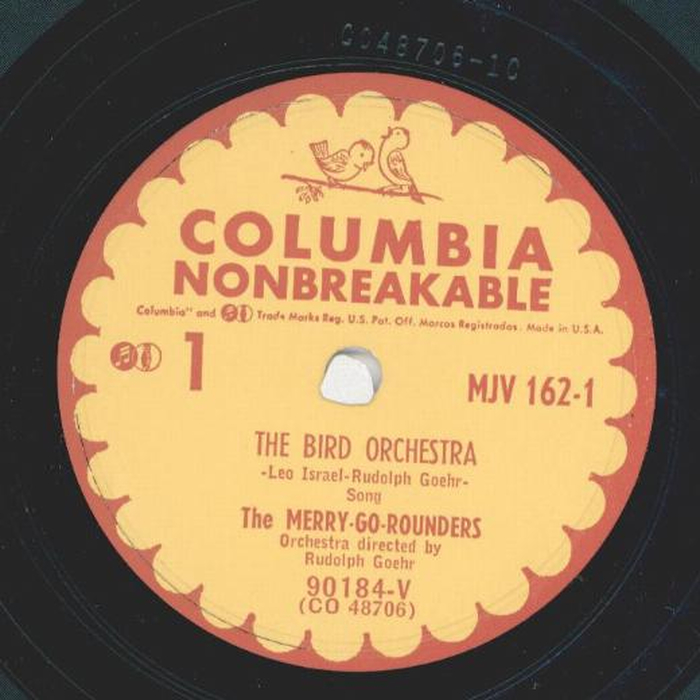 CO48706-1C
COLUMBIA
NONBREAKABLE
Columbia" and Trade Marks Reg. U.S. Pat. Off. Marcas Registradas. Made in U.S.A.
1
MJV 162-1
THE BIRD ORCHESTRA
-Leo Israel-Rudolph Goehr-
Song
The MERRY-GO-ROUNDERS
Orchestra directed by
Rudolph Goehr
90184-V
(CO 48706)